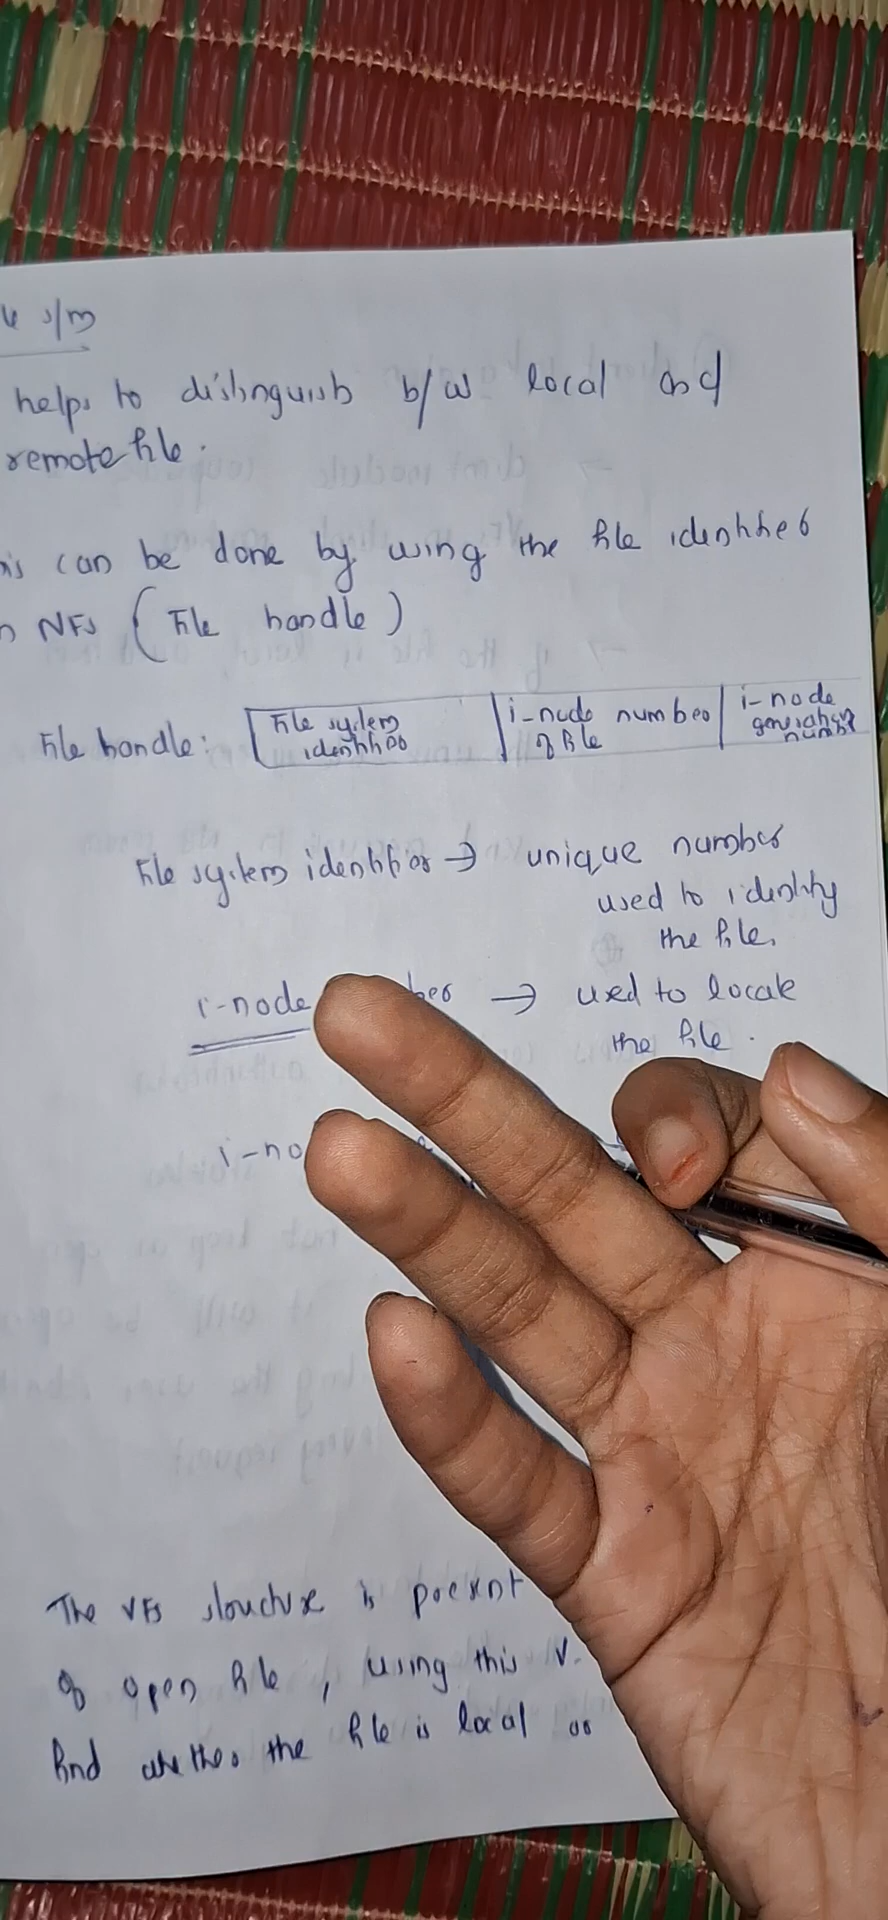 s/m
helps to distinguish b/w local and
remote file.
can be done by using the file identifier
NFS (File handle)
File handle: File system identifier | i-node number of file | i-node generation number
File system identifier → unique number
used to identify
the file.
i-node → used to locate
the file.
The VFS structure is present
of open file, using this V.
find whether the file is local or